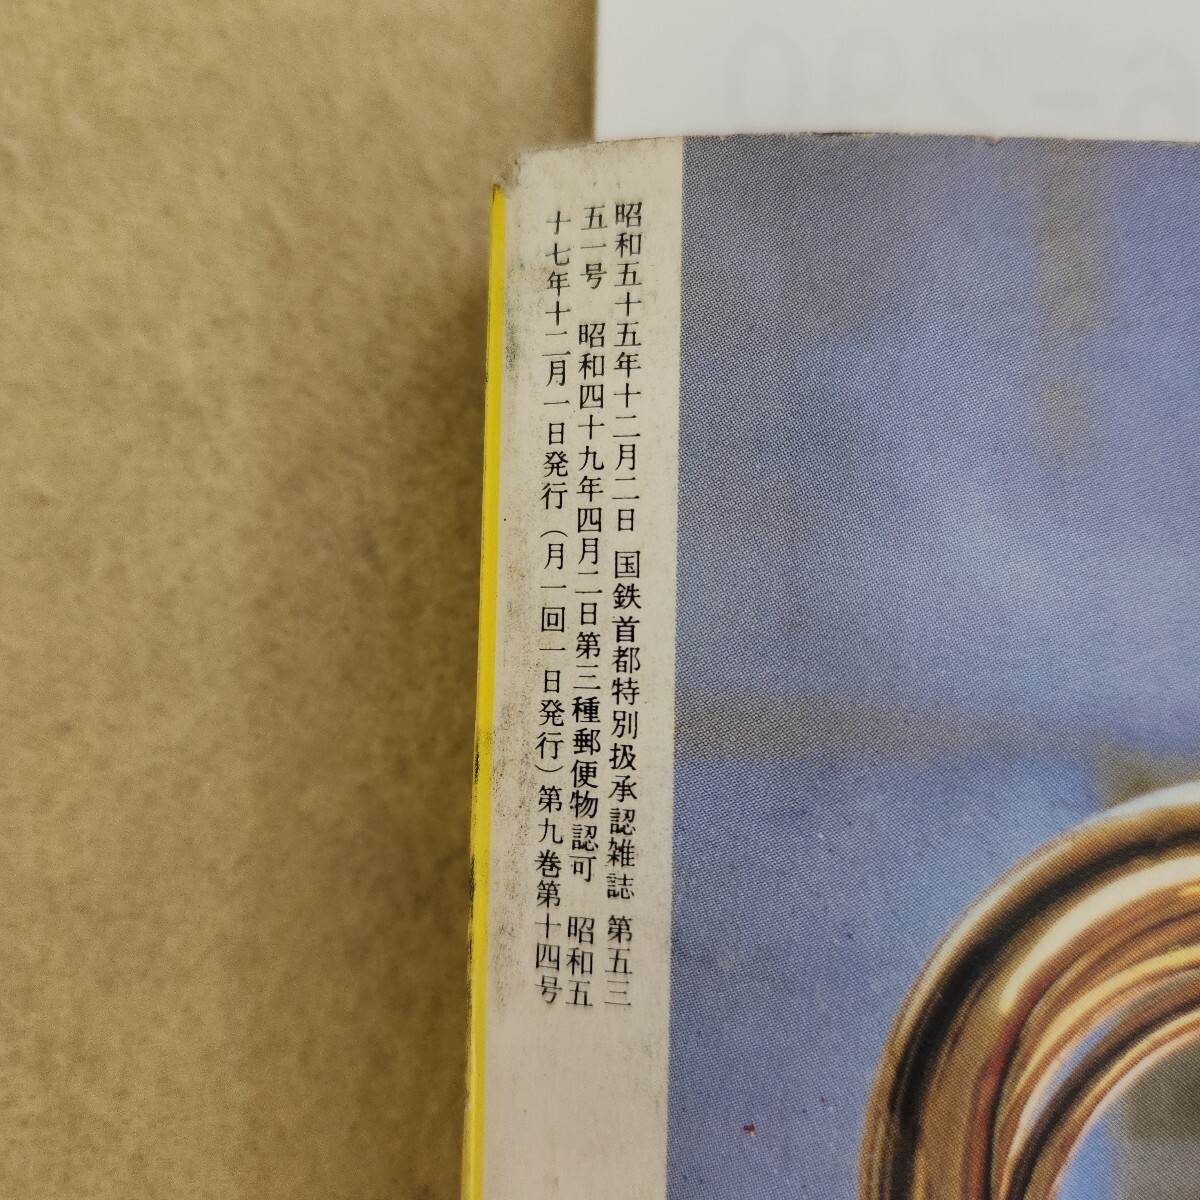 昭和五十五年十二月二日 国鉄首都特別扱承認雑誌 第五三
五一号 昭和四十九年四月二日第三種郵便物認可 昭和五
十七年十二月一日発行(月一回一日発行)第九巻第十四号